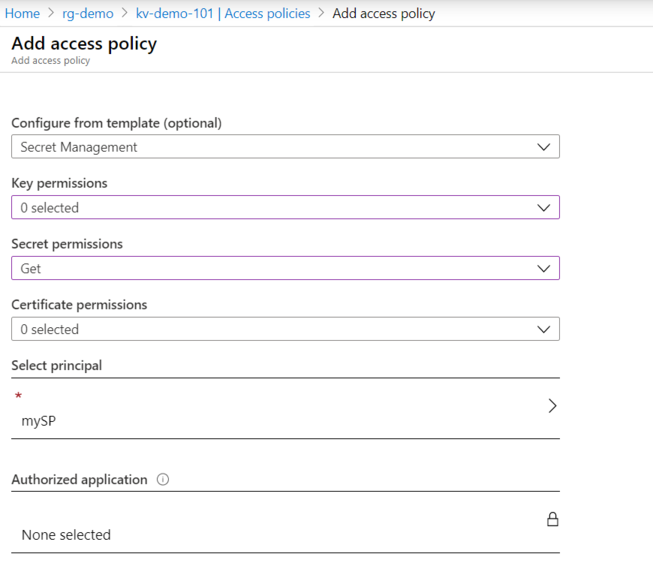 Home > rg-demo > kv-demo-101 | Access policies > Add access policy
Add access policy
Add access policy
Configure from template (optional)
Secret Management
Key permissions
0 selected
Secret permissions
Get
Certificate permissions
0 selected
Select principal
*
mySP
Authorized application
None selected